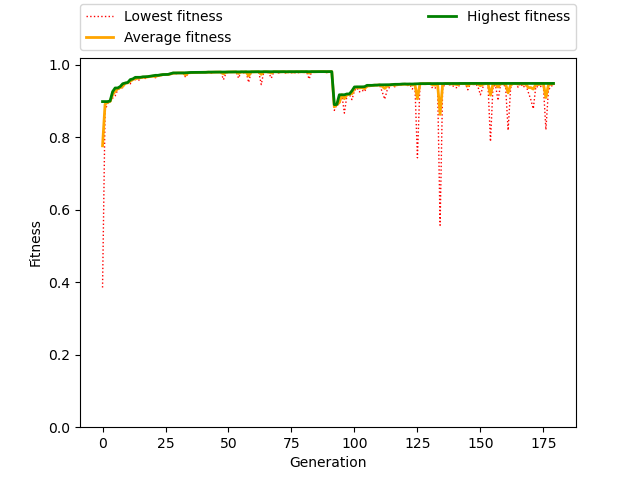 Lowest fitness
Average fitness
Highest fitness
1.0
0.8
0.6
0.4
0.2
0.0
Fitness
0 25 50 75 100 125 150 175
Generation